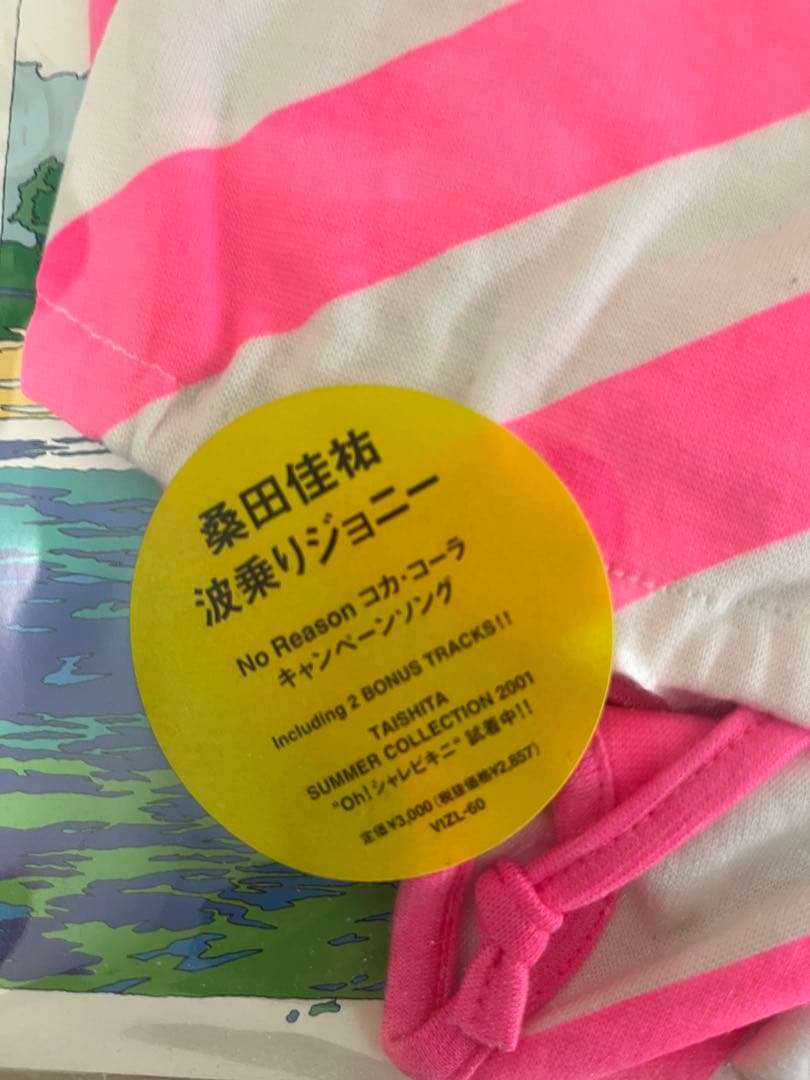 桑田佳祐
波乗りジョニー
No Reason コカ·コーラ
キャンペーンソング
Including 2 BONUS TRACKS!!
TAISHITA
SUMMER COLLECTION 2001
"Oh!シャレビキニ" 試着中!!
定価¥3,000(税抜価格¥2,857)
VIZL-60